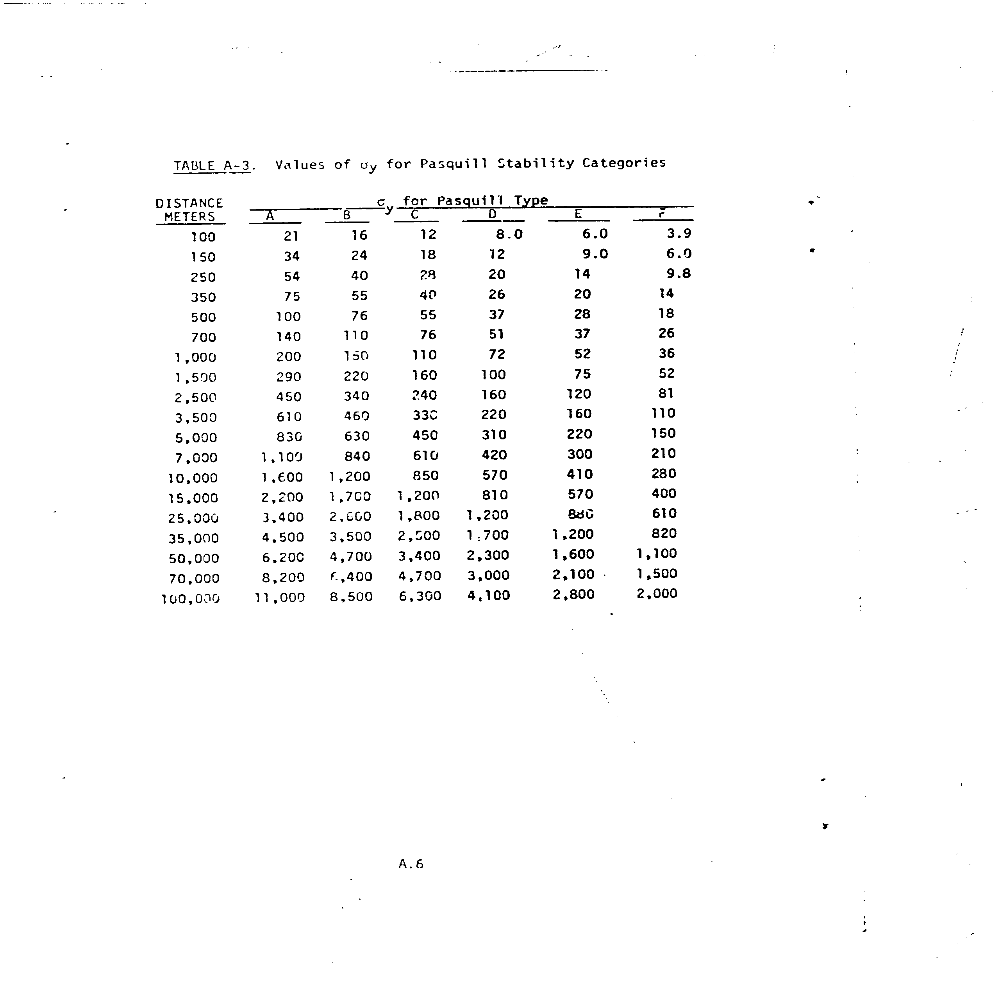 TABLE A-3. Values of σy for Pasquill Stability Categories
DISTANCE σy for Pasquill Type
METERS A B C D E F
100 21 16 12 8.0 6.0 3.9
150 34 24 18 12 9.0 6.0
250 54 40 28 20 14 9.8
350 75 55 40 26 20 14
500 100 76 55 37 28 18
700 140 110 76 51 37 26
1,000 200 150 110 72 52 36
1,500 290 220 160 100 75 52
2,500 450 340 240 160 120 81
3,500 610 460 330 220 160 110
5,000 830 630 450 310 220 150
7,000 1,100 840 610 420 300 210
10,000 1,600 1,200 850 570 410 280
15,000 2,200 1,700 1,200 810 570 400
25,000 3,400 2,600 1,800 1,200 880 610
35,000 4,500 3,500 2,500 1,700 1,200 820
50,000 6,200 4,700 3,400 2,300 1,600 1,100
70,000 8,200 6,400 4,700 3,000 2,100 1,500
100,000 11,000 8,500 6,300 4,100 2,800 2,000
A.6